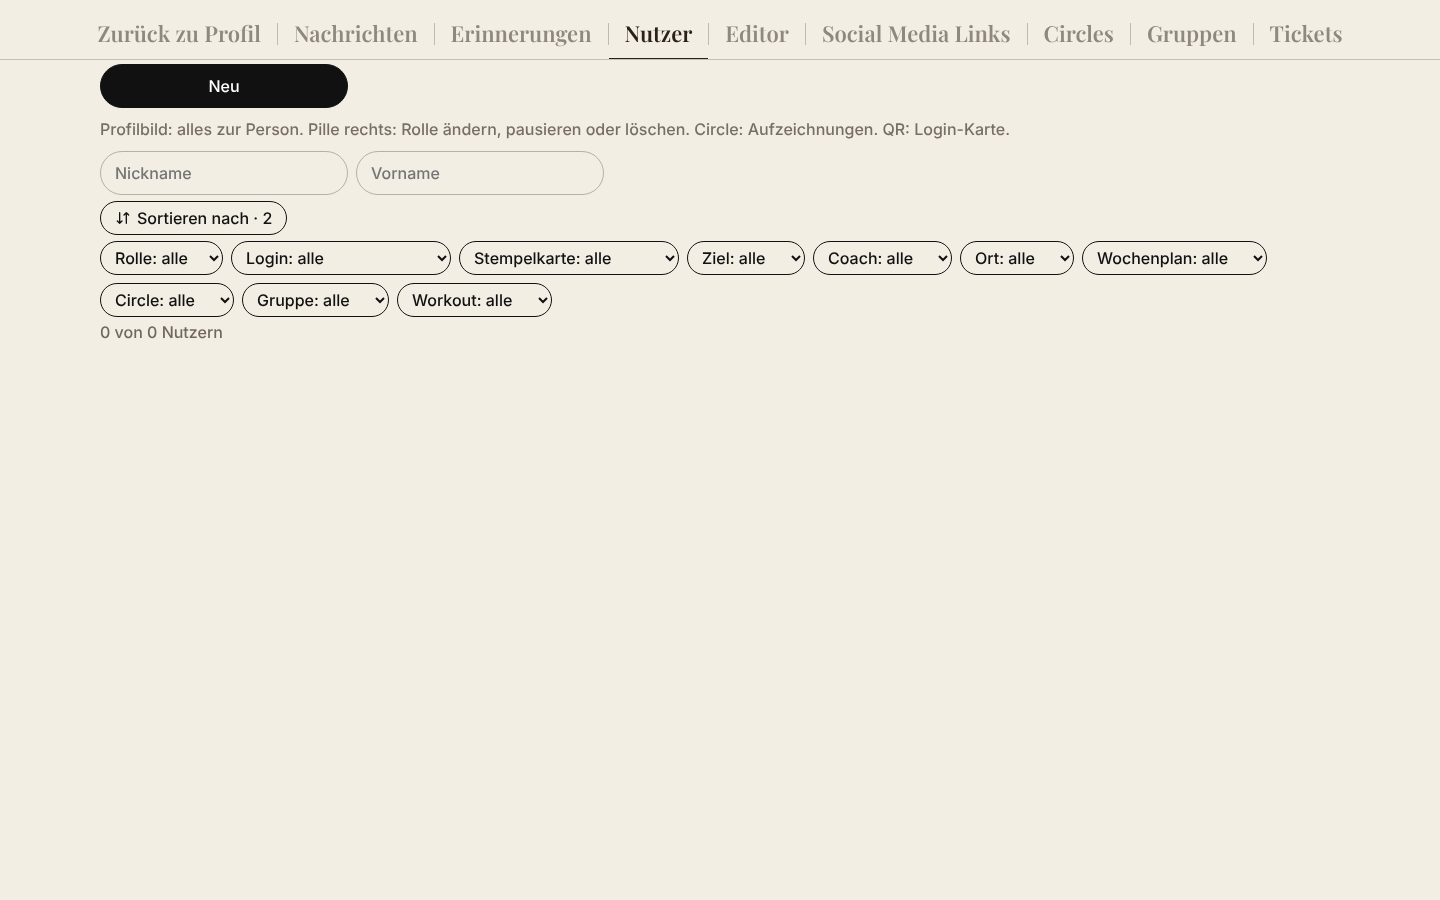 Zurück zu Profil Nachrichten Erinnerungen Nutzer Editor Social Media Links Circles Gruppen Tickets
Neu
Profilbild: alles zur Person. Pille rechts: Rolle ändern, pausieren oder löschen. Circle: Aufzeichnungen. QR: Login-Karte.
Nickname Vorname
Sortieren nach · 2
Rolle: alle Login: alle Stempelkarte: alle Ziel: alle Coach: alle Ort: alle Wochenplan: alle
Circle: alle Gruppe: alle Workout: alle
0 von 0 Nutzern